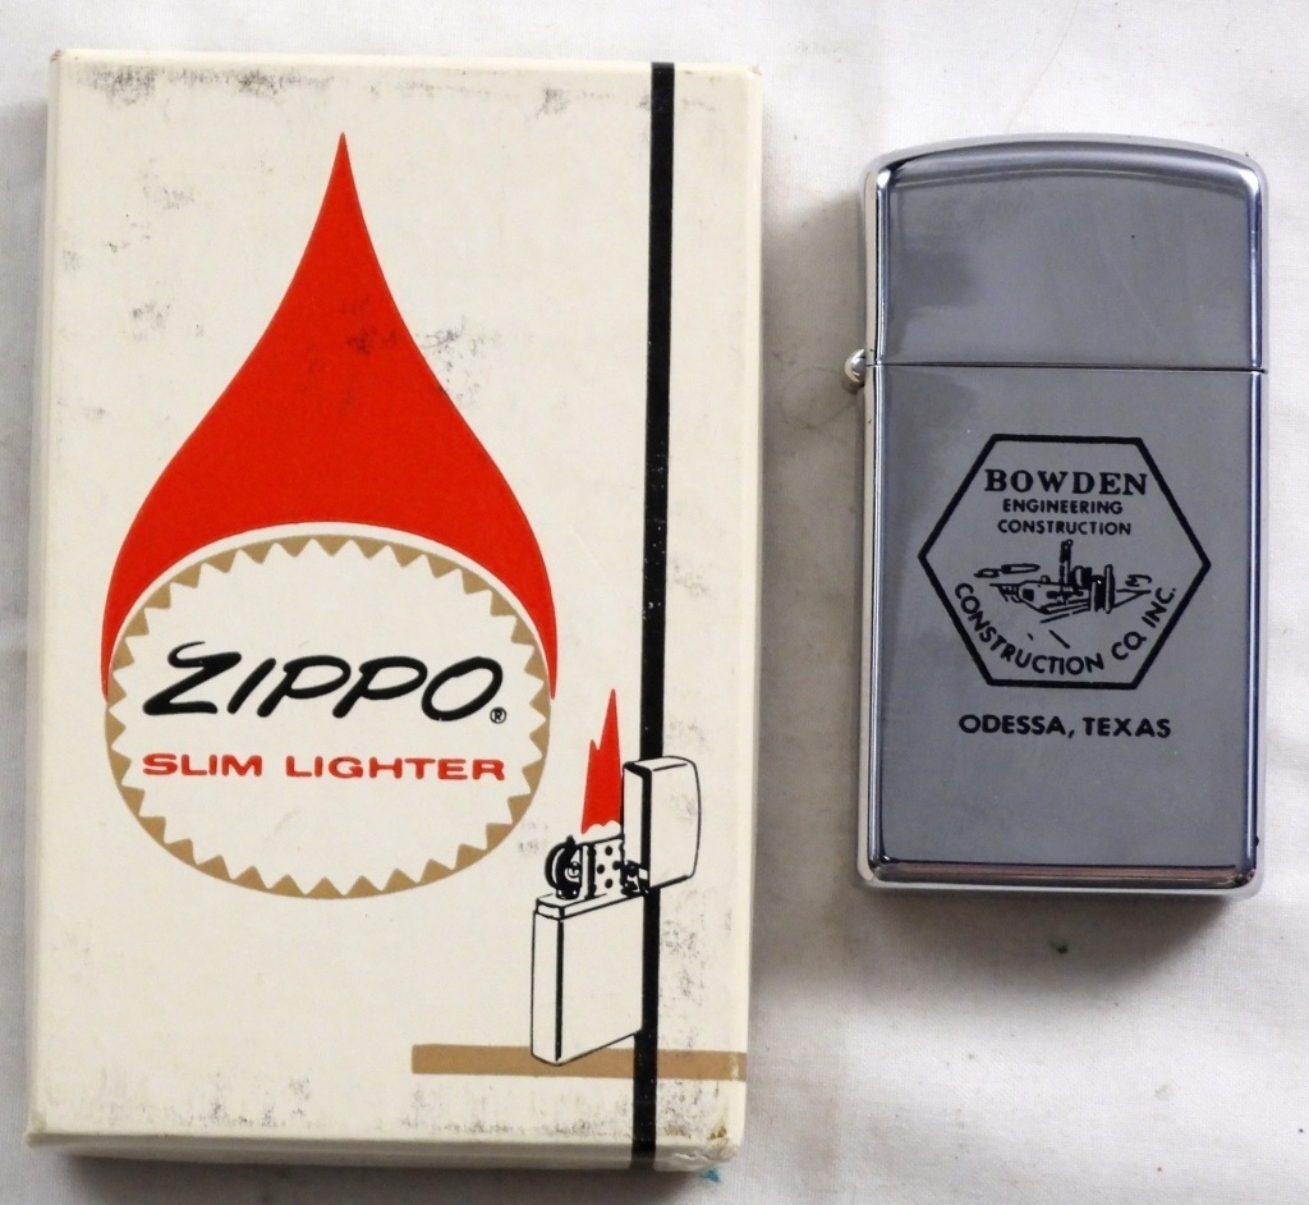 ZIPPO®
SLIM LIGHTER
BOWDEN
ENGINEERING
CONSTRUCTION
CONSTRUCTION CO. INC.
ODESSA, TEXAS